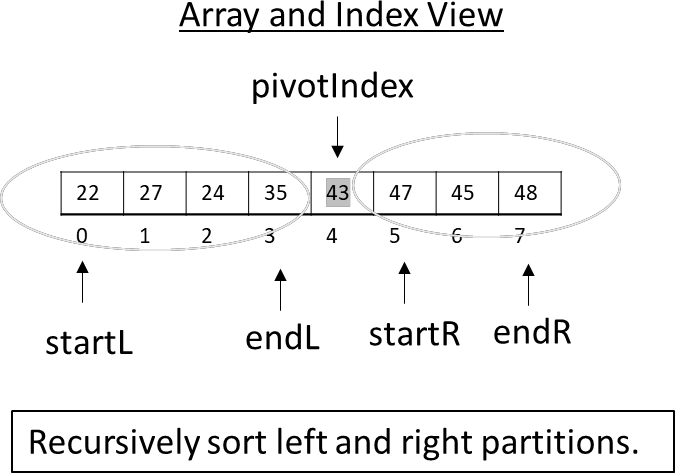 Array and Index View
pivotIndex
22 27 24 35 43 47 45 48
0 1 2 3 4 5 6 7
startL endL startR endR
Recursively sort left and right partitions.